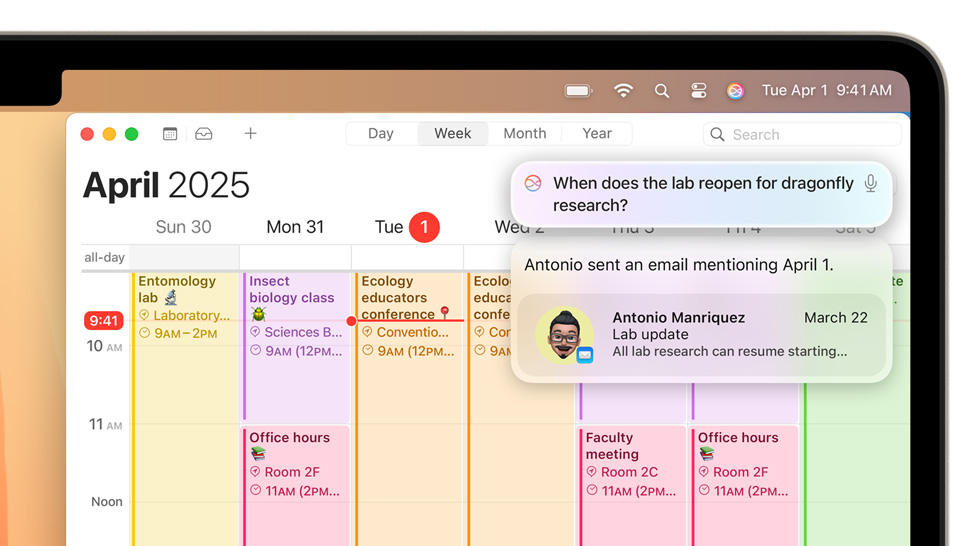 Tue Apr 1 9:41 AM
Day Week Month Year
Search
April 2025
When does the lab reopen for dragonfly
research?
Sun 30 Mon 31 Tue 1 Wed 2 Thu 3 Fri 4 Sat 5
all-day
Antonio sent an email mentioning April 1.
Antonio Manriquez March 22
Lab update
All lab research can resume starting...
Entomology
lab
Laboratory...
9AM – 2PM
Insect
biology class
Sciences B...
9AM (12PM...
Ecology
educators
conference
Conventio...
9AM (12PM...
9:41
10 AM
11 AM
Noon
Office hours
Room 2F
11AM (2PM...
Faculty
meeting
Room 2C
11AM (2PM...
Office hours
Room 2F
11AM (2PM...